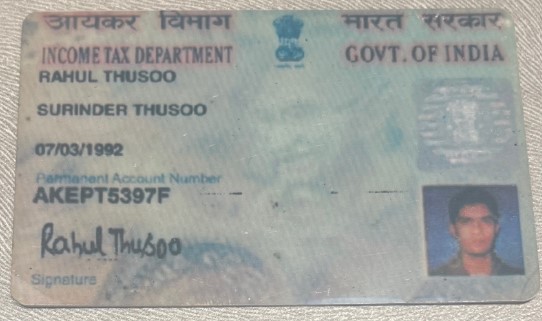 आयकर विभाग
भारत सरकार
INCOME TAX DEPARTMENT
GOVT. OF INDIA
RAHUL THUSOO
SURINDER THUSOO
07/03/1992
Permanent Account Number
AKEPT5397F
Rahul Thusoo
Signature